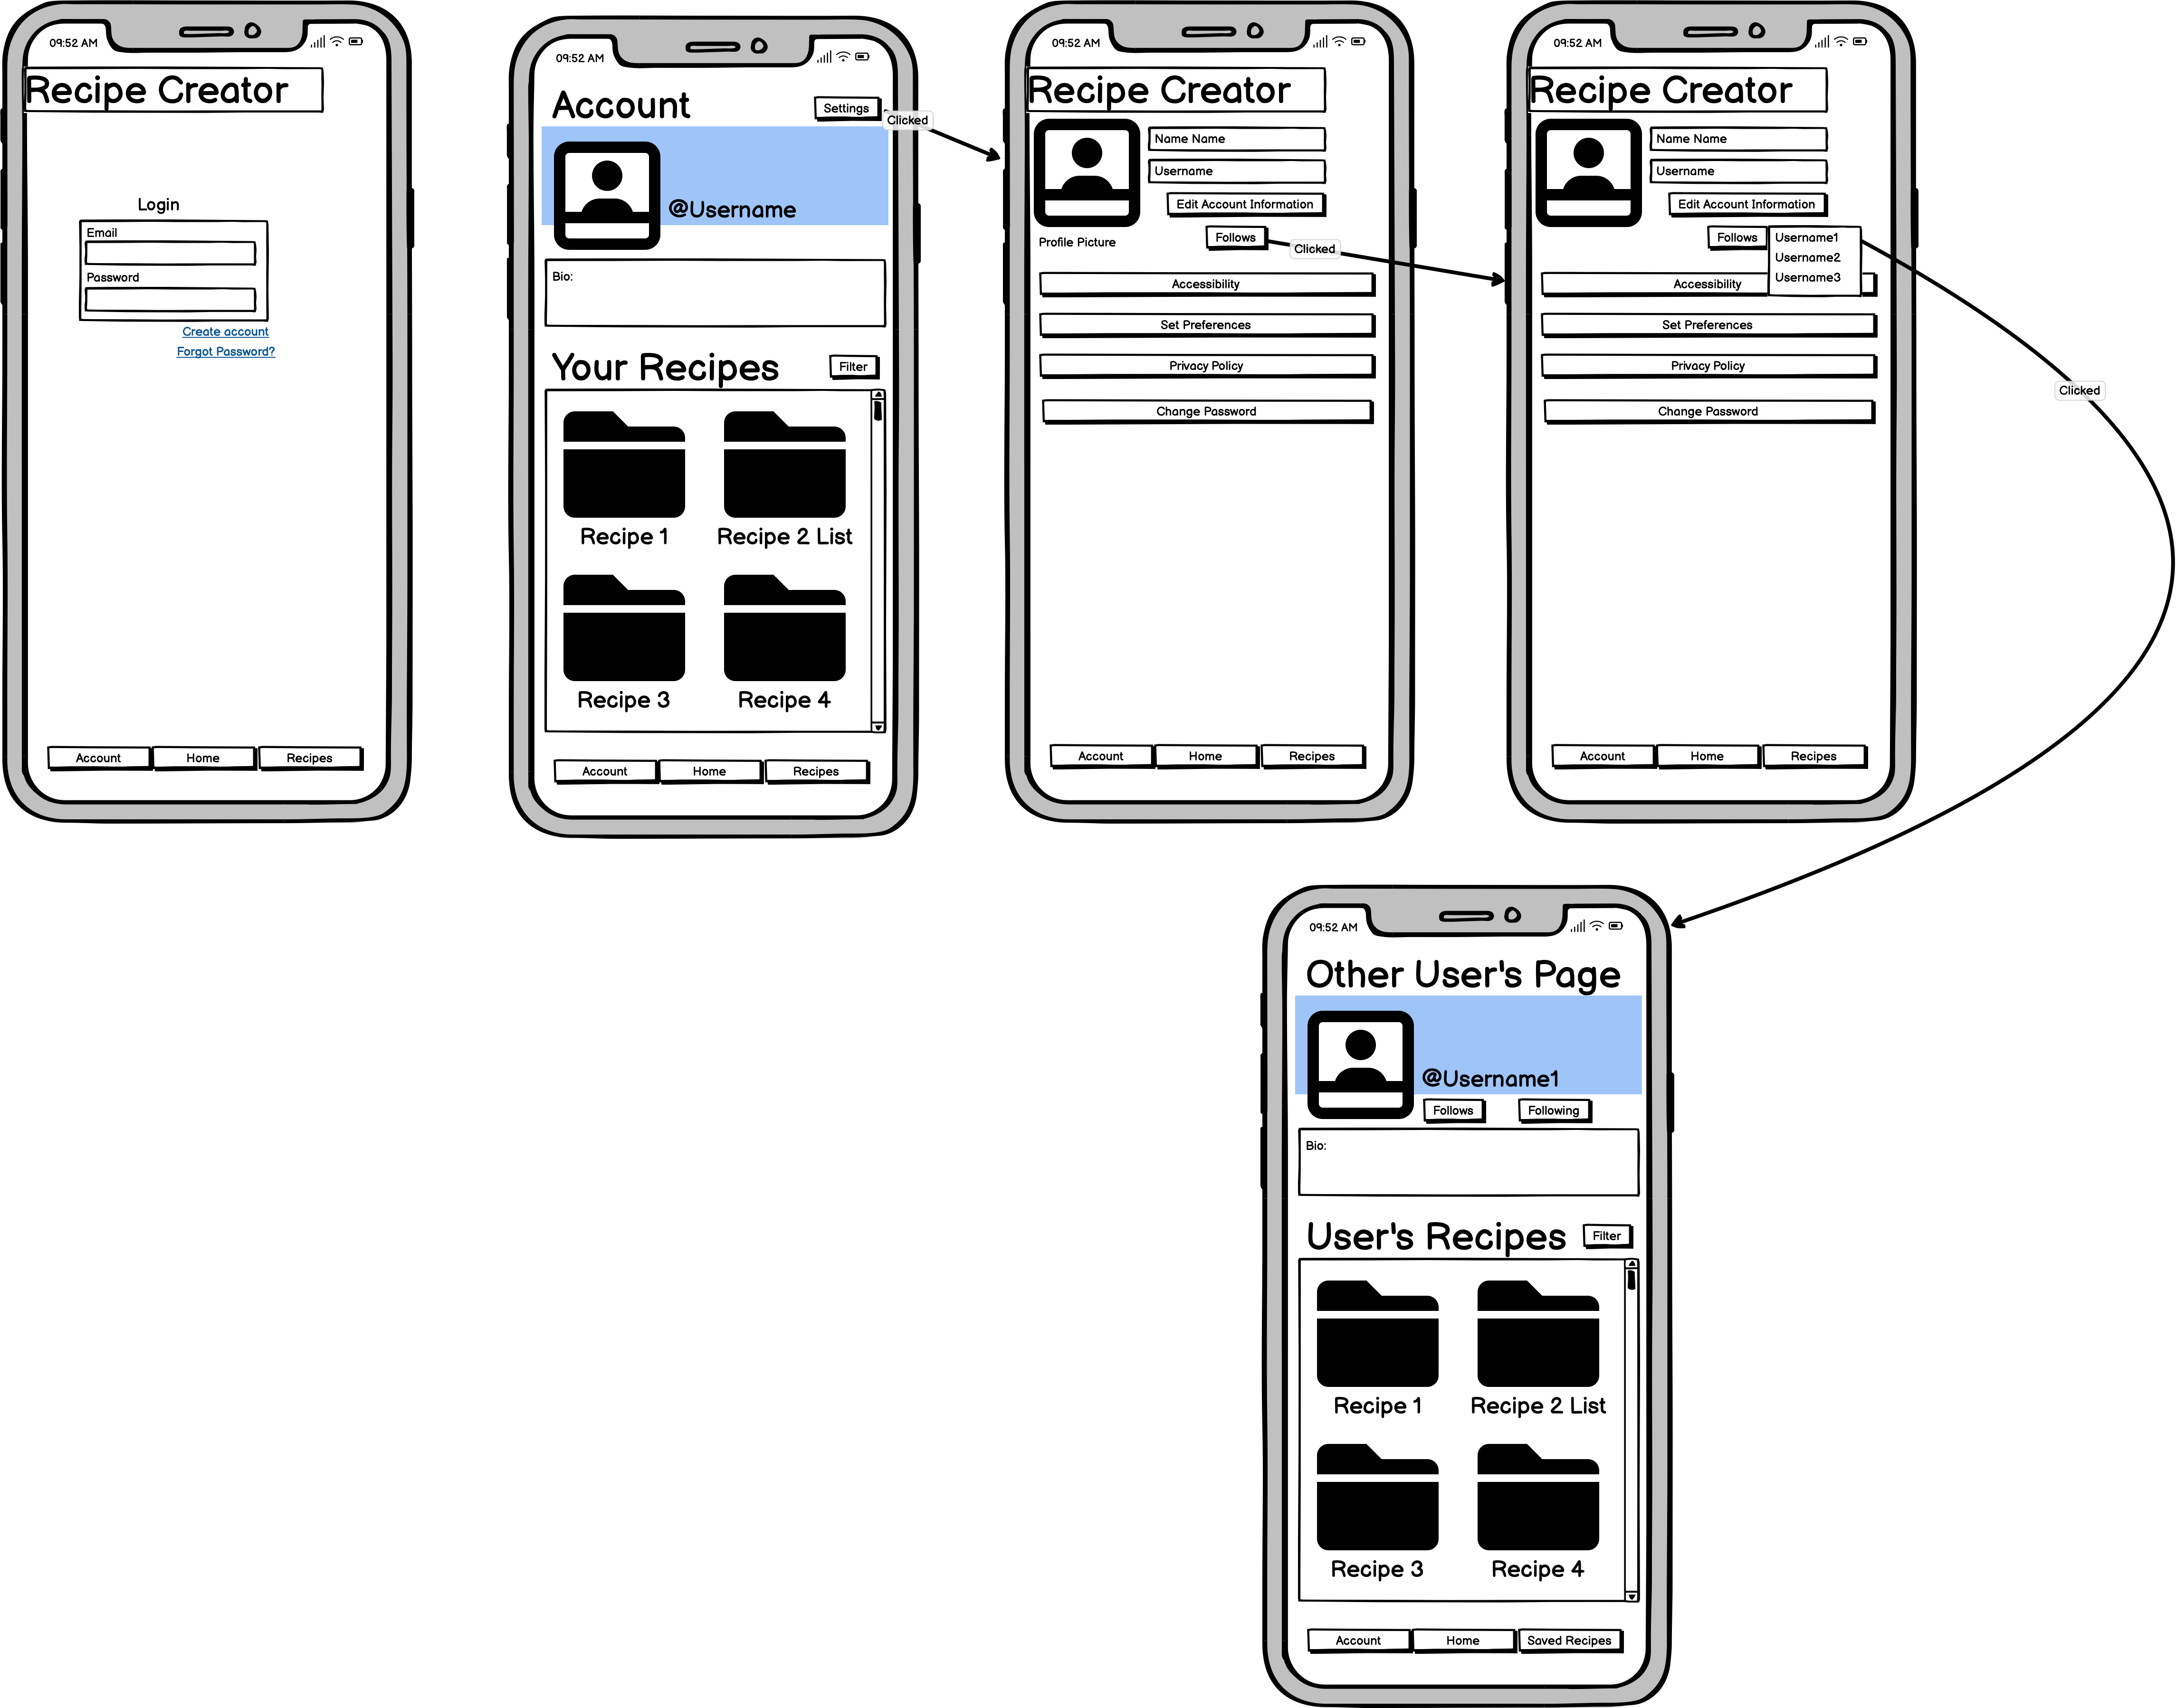 09:52 AM
Recipe Creator
Login
Email
Password
Create account
Forgot Password?
Account Home Recipes
09:52 AM
Account
Settings
Clicked
@Username
Bio:
Your Recipes
Filter
Recipe 1 Recipe 2 List
Recipe 3 Recipe 4
Account Home Recipes
09:52 AM
Recipe Creator
Name Name
Username
Edit Account Information
Profile Picture
Follows
Clicked
Accessibility
Set Preferences
Privacy Policy
Change Password
Account Home Recipes
09:52 AM
Recipe Creator
Name Name
Username
Edit Account Information
Follows
Username1
Username2
Username3
Accessibility
Set Preferences
Privacy Policy
Change Password
Account Home Recipes
Clicked
09:52 AM
Other User's Page
@Username1
Follows Following
Bio:
User's Recipes
Filter
Recipe 1 Recipe 2 List
Recipe 3 Recipe 4
Account Home Saved Recipes